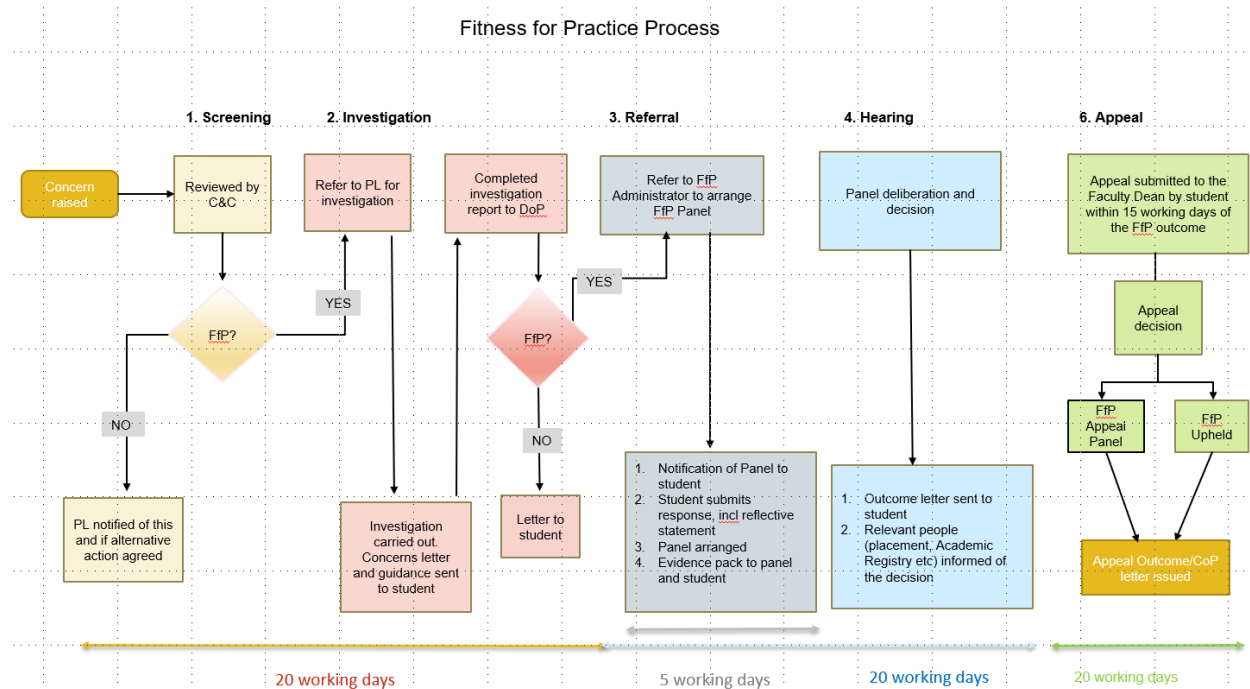 Fitness for Practice Process
1. Screening
2. Investigation
3. Referral
4. Hearing
6. Appeal
Concern
raised
Reviewed by
C&C
Refer to PL for
investigation
Completed
investigation
report to DoP
Refer to FfP
Administrator to arrange
FfP Panel
Panel deliberation and
decision
Appeal submitted to the
Faculty Dean by student
within 15 working days of
the FfP outcome
FfP?
YES
NO
PL notified of this
and if alternative
action agreed
Investigation
carried out.
Concerns letter
and guidance sent
to student
FfP?
YES
NO
Letter to
student
1. Notification of Panel to
student
2. Student submits
response, incl reflective
statement
3. Panel arranged
4. Evidence pack to panel
and student
1. Outcome letter sent to
student
2. Relevant people
(placement, Academic
Registry etc) informed of
the decision
Appeal
decision
FfP
Appeal
Panel
FfP
Upheld
Appeal Outcome/CoP
letter issued
20 working days
5 working days
20 working days
20 working days